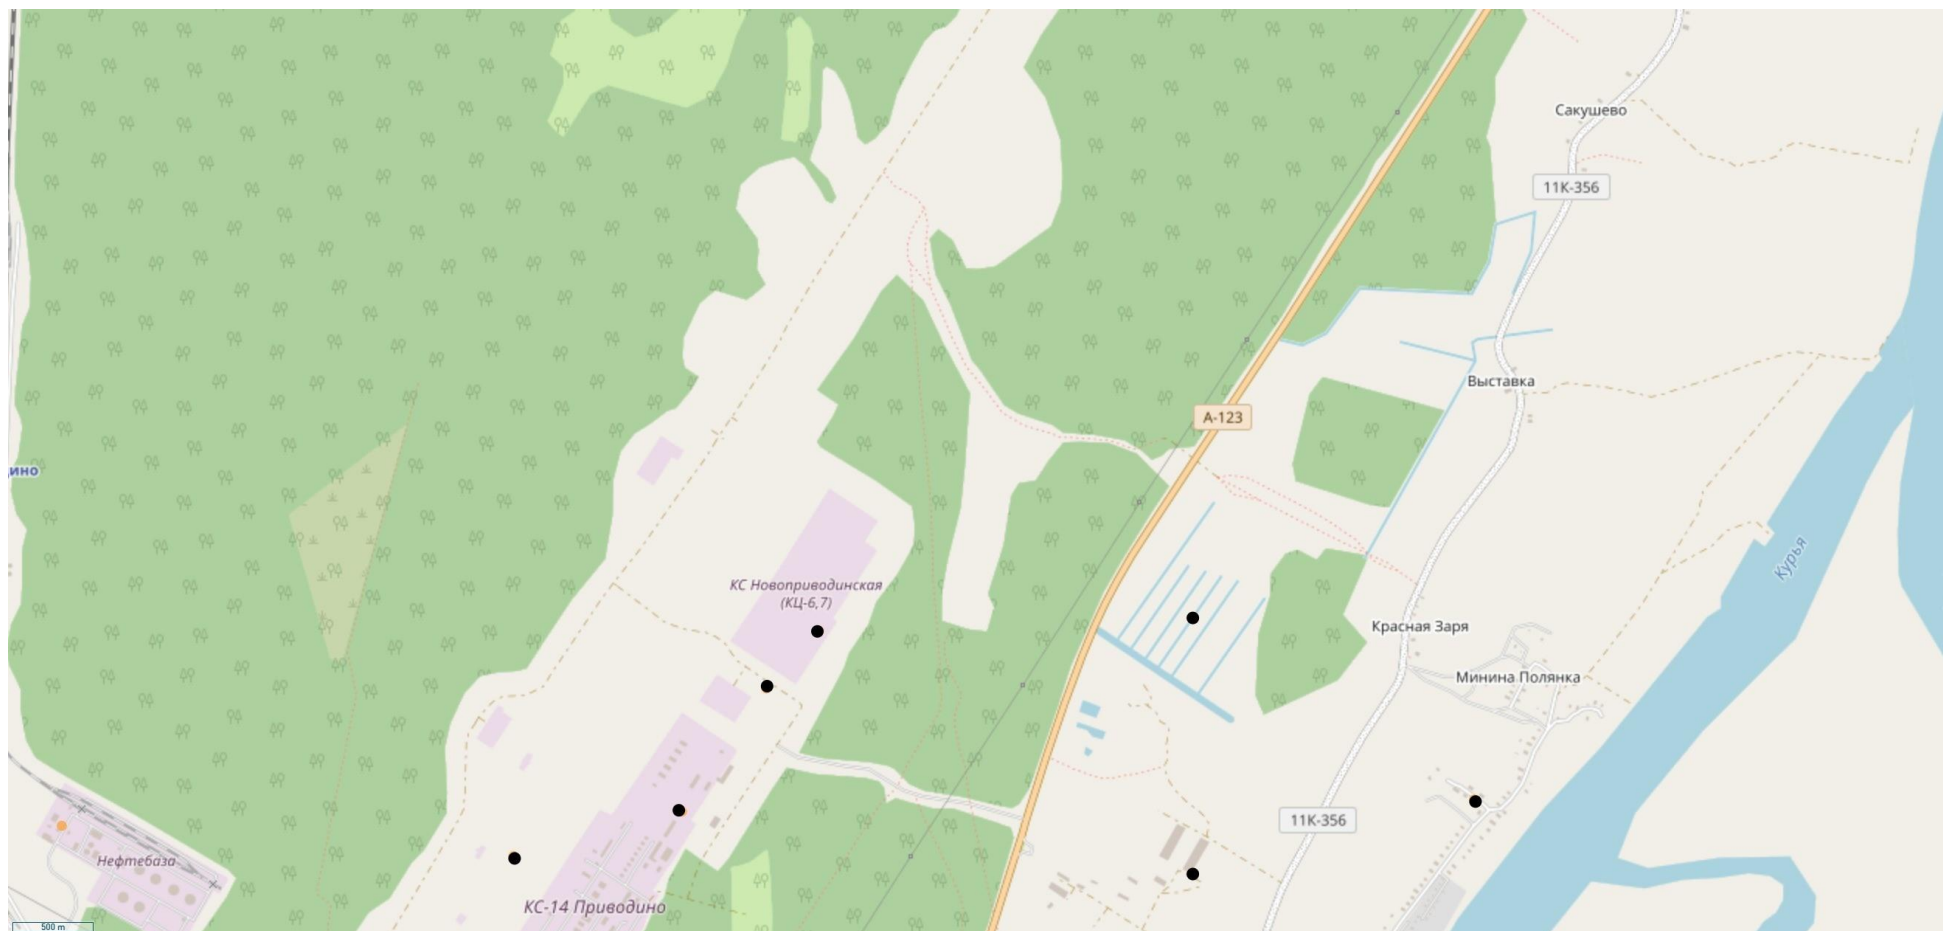 Сакушево
11К-356
Выставка
А-123
ино
Курья
КС Новоприводинская
(КЦ-6,7)
Красная Заря
Минина Полянка
11К-356
Нефтебаза
КС-14 Приводино
500 m